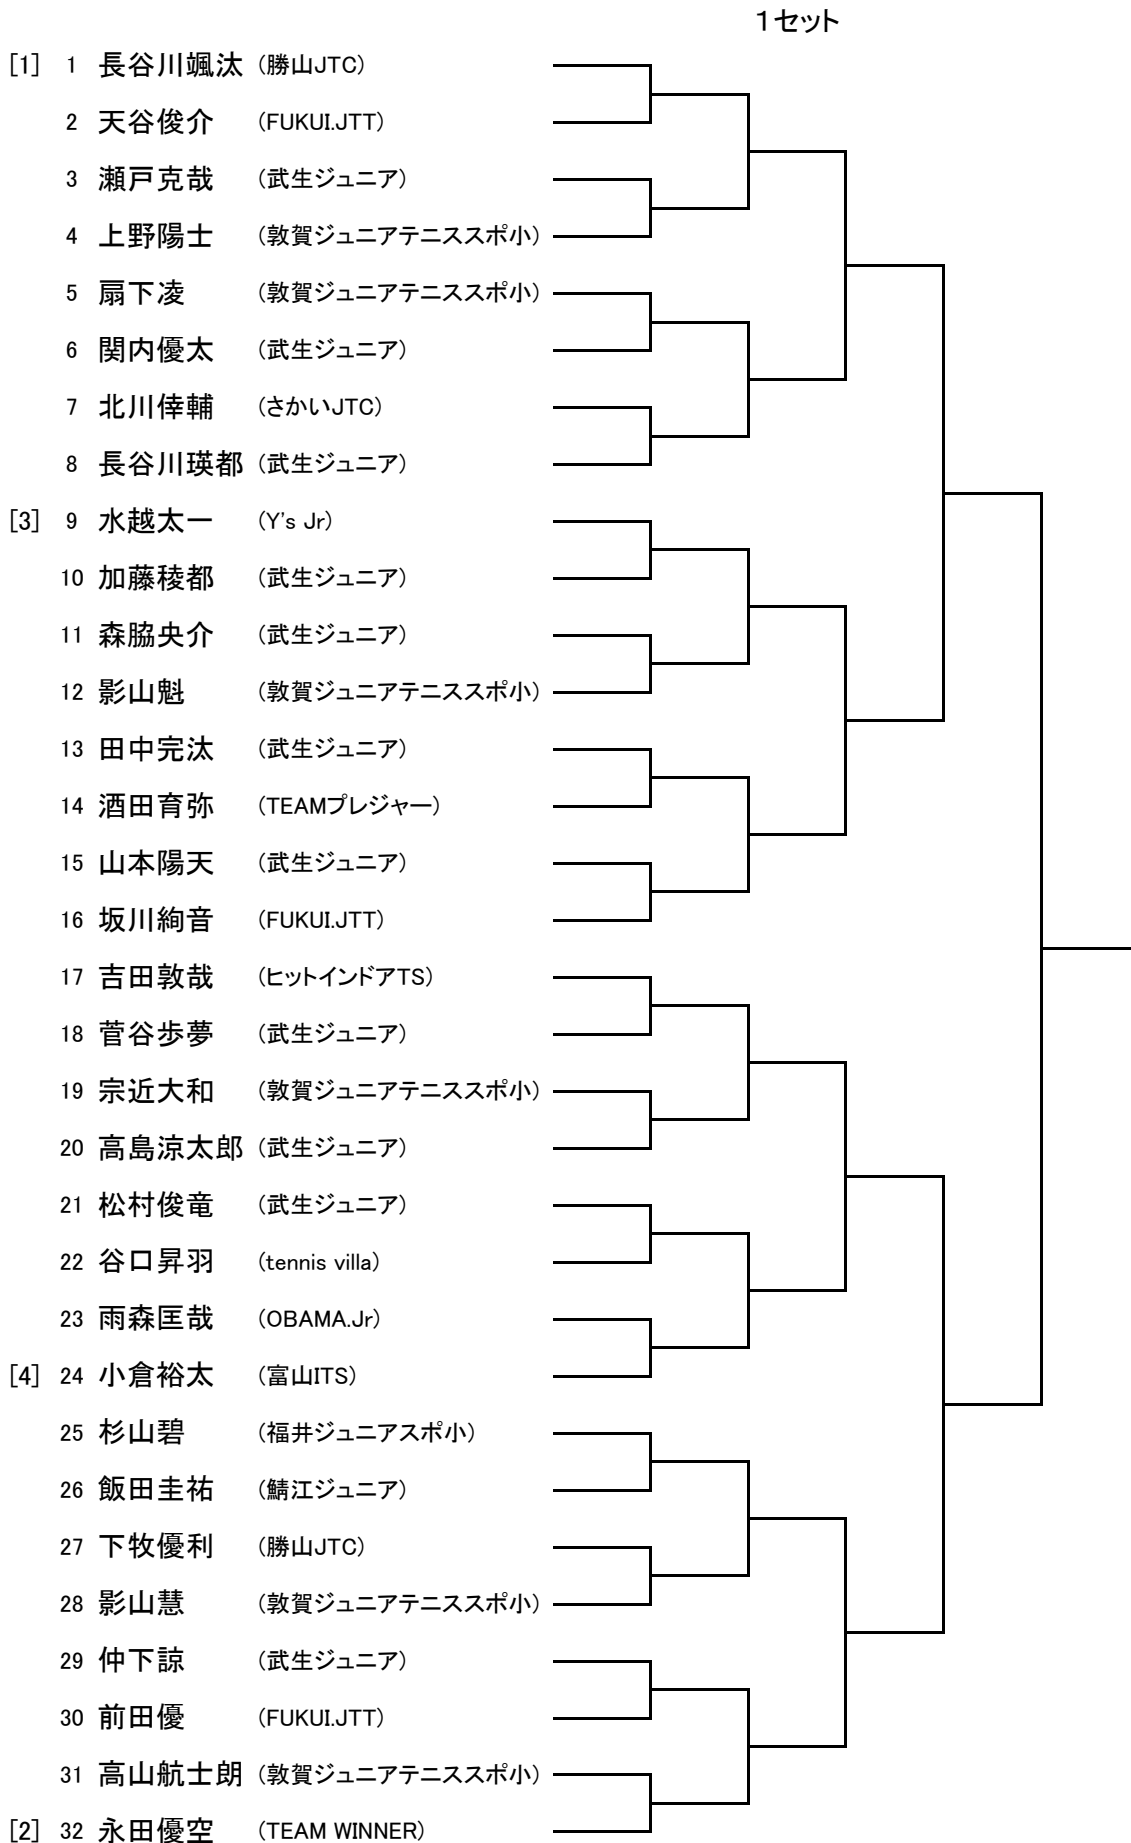 １セット
[1] 1 長谷川颯汰 (勝山JTC)
2 天谷俊介 (FUKUI.JTT)
3 瀬戸克哉 (武生ジュニア)
4 上野陽士 (敦賀ジュニアテニススポ小)
5 扇下凌 (敦賀ジュニアテニススポ小)
6 関内優太 (武生ジュニア)
7 北川倖輔 (さかいJTC)
8 長谷川瑛都 (武生ジュニア)
[3] 9 水越太一 (Y's Jr)
10 加藤稜都 (武生ジュニア)
11 森脇央介 (武生ジュニア)
12 影山魁 (敦賀ジュニアテニススポ小)
13 田中完汰 (武生ジュニア)
14 酒田育弥 (TEAMプレジャー)
15 山本陽天 (武生ジュニア)
16 坂川絢音 (FUKUI.JTT)
17 吉田敦哉 (ヒットインドアTS)
18 菅谷歩夢 (武生ジュニア)
19 宗近大和 (敦賀ジュニアテニススポ小)
20 高島涼太郎 (武生ジュニア)
21 松村俊竜 (武生ジュニア)
22 谷口昇羽 (tennis villa)
23 雨森匡哉 (OBAMA.Jr)
[4] 24 小倉裕太 (富山ITS)
25 杉山碧 (福井ジュニアスポ小)
26 飯田圭祐 (鯖江ジュニア)
27 下牧優利 (勝山JTC)
28 影山慧 (敦賀ジュニアテニススポ小)
29 仲下諒 (武生ジュニア)
30 前田優 (FUKUI.JTT)
31 高山航士朗 (敦賀ジュニアテニススポ小)
[2] 32 永田優空 (TEAM WINNER)